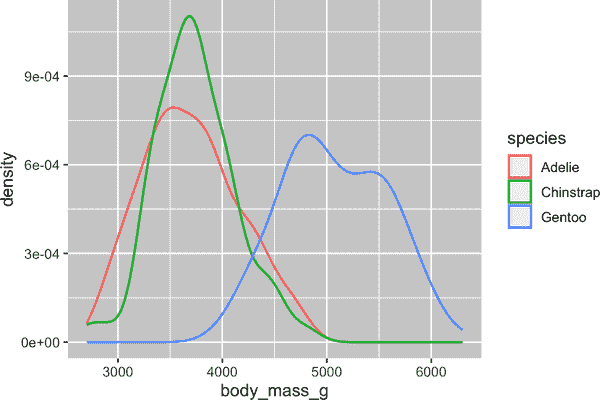 9e-04
6e-04
3e-04
0e+00
density
3000 4000 5000 6000
body_mass_g
species
Adelie
Chinstrap
Gentoo